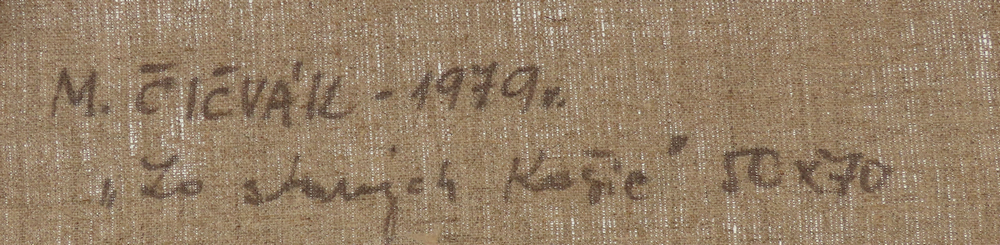 M. ČIČVÁK - 1979 r.
„Zo starých Košíc" 50x70